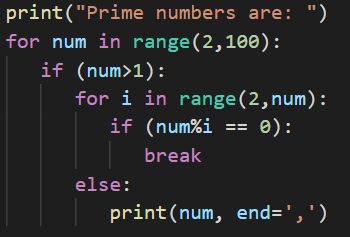 print("Prime numbers are: ")
for num in range(2,100):
    if (num>1):
        for i in range(2,num):
            if (num%i == 0):
                break
        else:
            print(num, end=',')